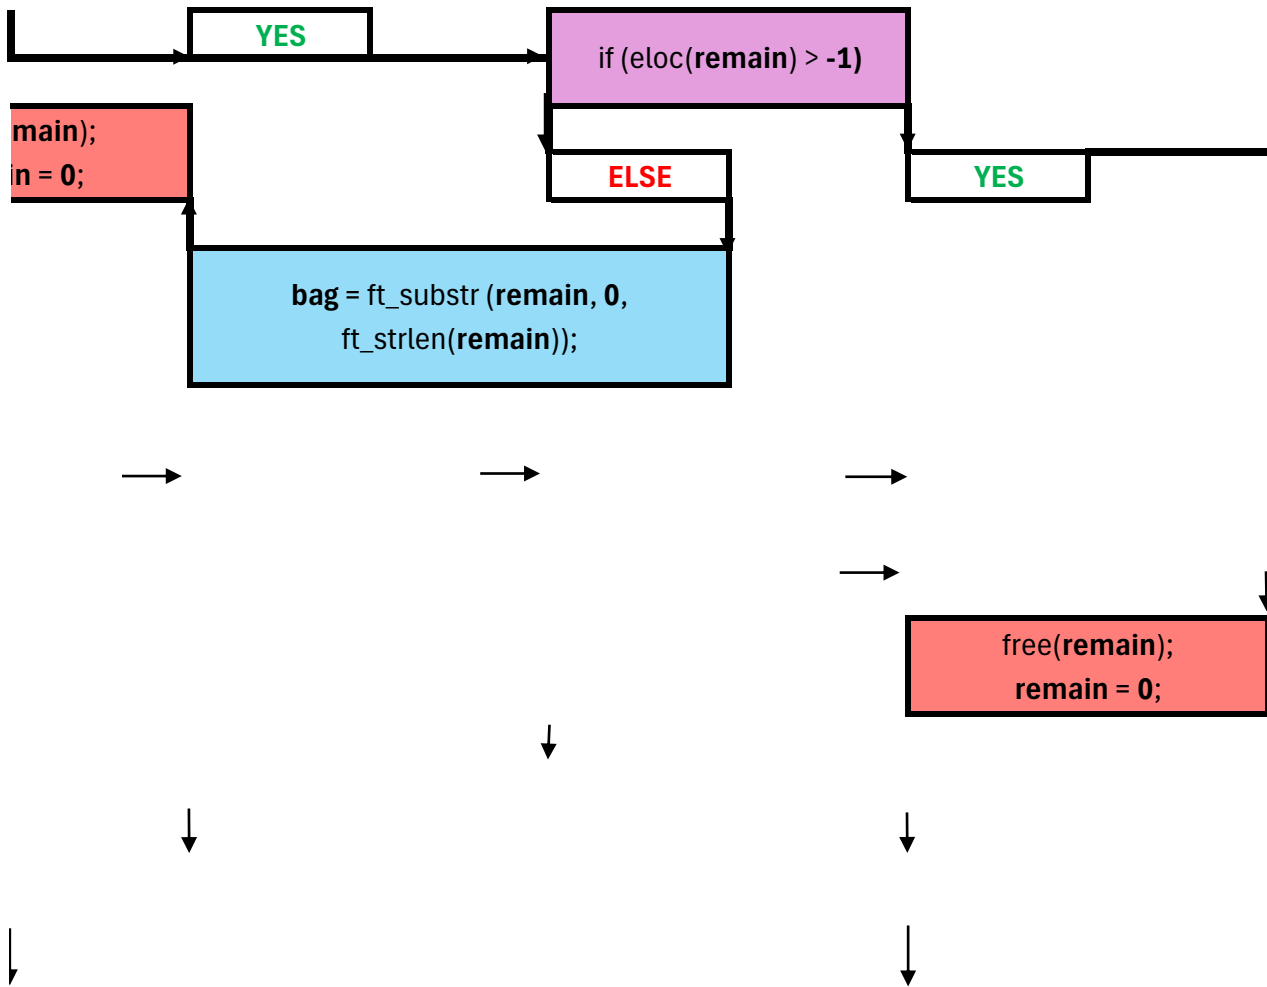 YES
if (eloc(remain) > -1)
main);
in = 0;
ELSE
YES
bag = ft_substr (remain, 0,
ft_strlen(remain));
free(remain);
remain = 0;